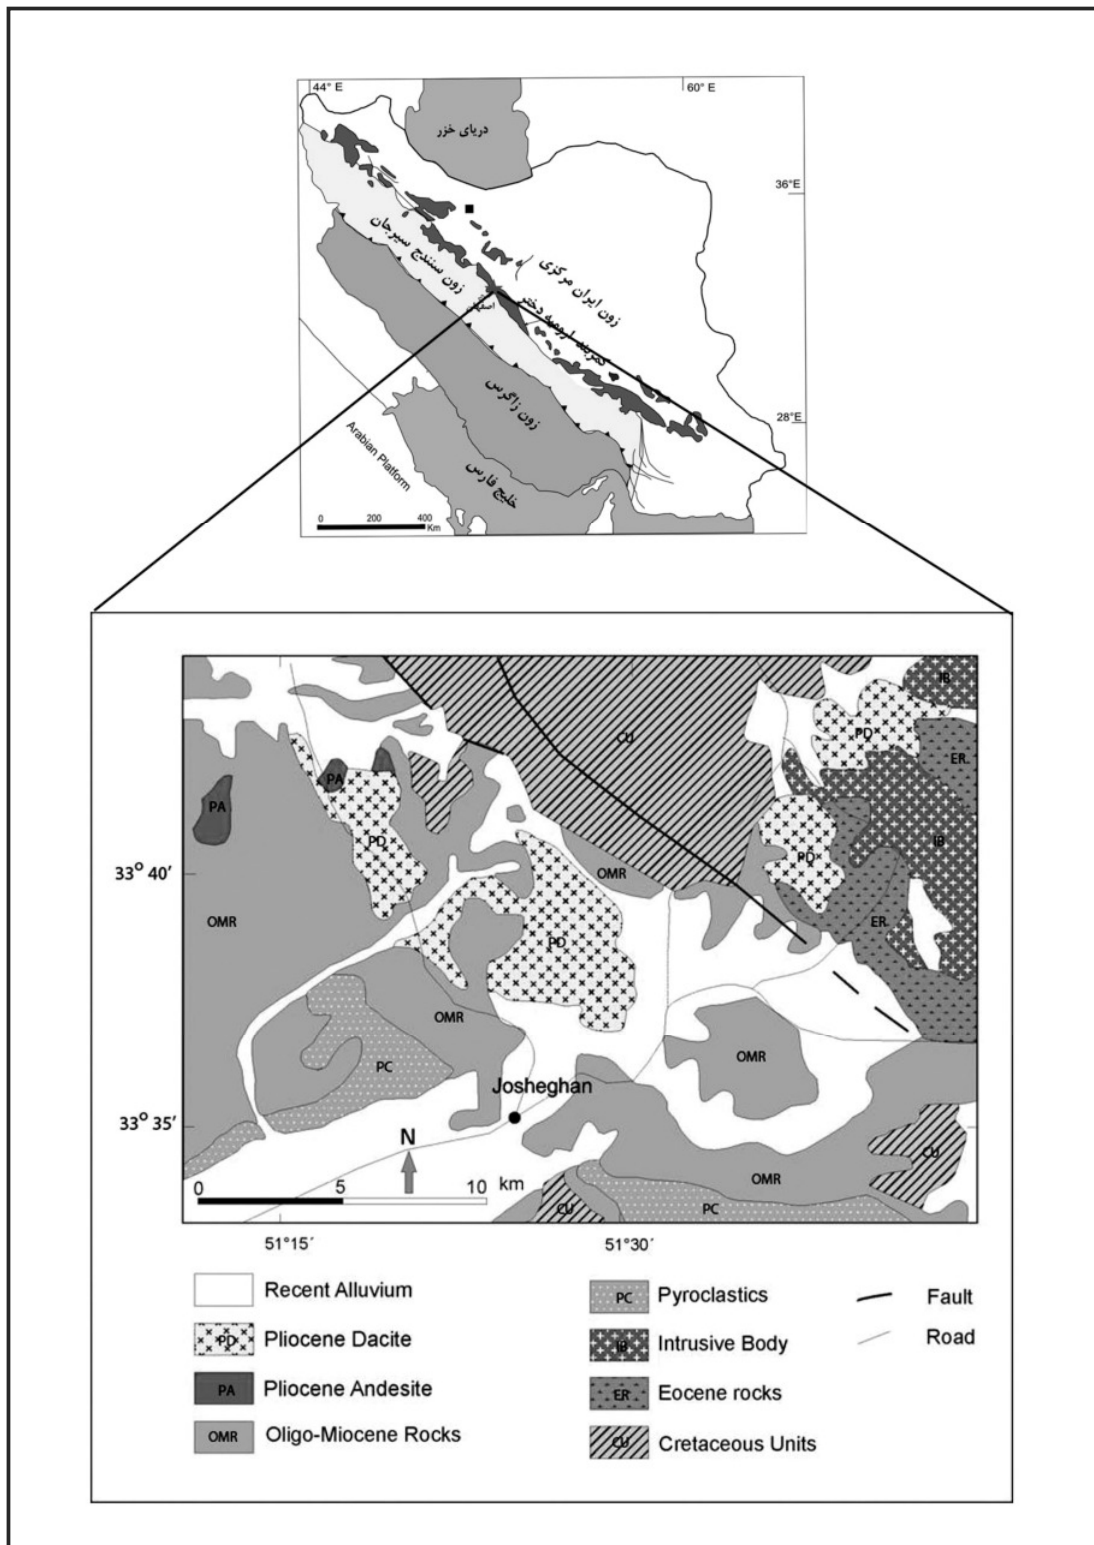 44° E
60° E
دریای خزر
36°E
زون سنندج سیرجان
زون ایران مرکزی
اصفهان
کمربند ارومیه دختر
زون زاگرس
28°E
Arabian Platform
خلیج فارس
0 200 400
Km
IB
CU
PD
ER
PA
PA
PD
PD
IB
33° 40′
OMR
OMR
ER
PD
OMR
OMR
PC
Josheghan
33° 35′
N
CU
OMR
0 5 10 km
CU
PC
51°15′
51°30′
Recent Alluvium
PC Pyroclastics
Fault
PD Pliocene Dacite
IB Intrusive Body
Road
PA Pliocene Andesite
ER Eocene rocks
OMR Oligo-Miocene Rocks
CU Cretaceous Units